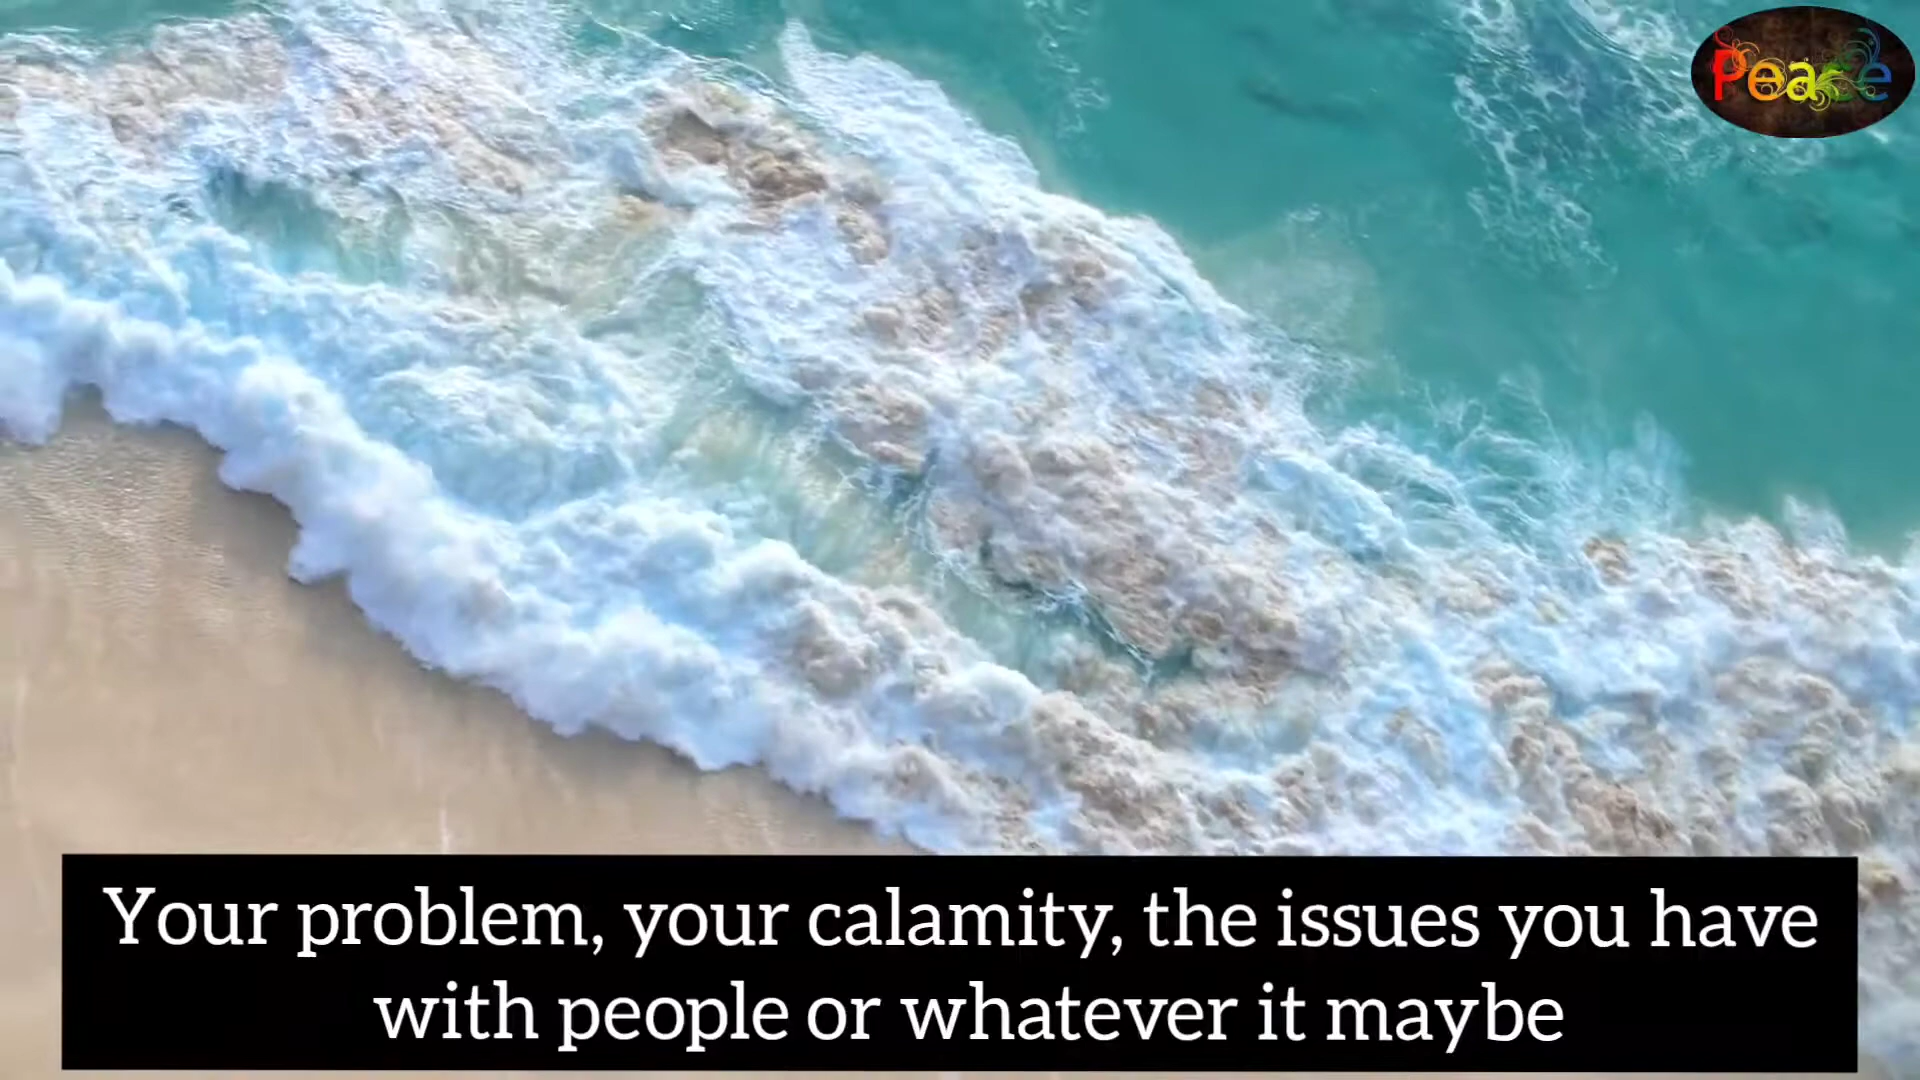 Peace
Your problem, your calamity, the issues you have
with people or whatever it maybe